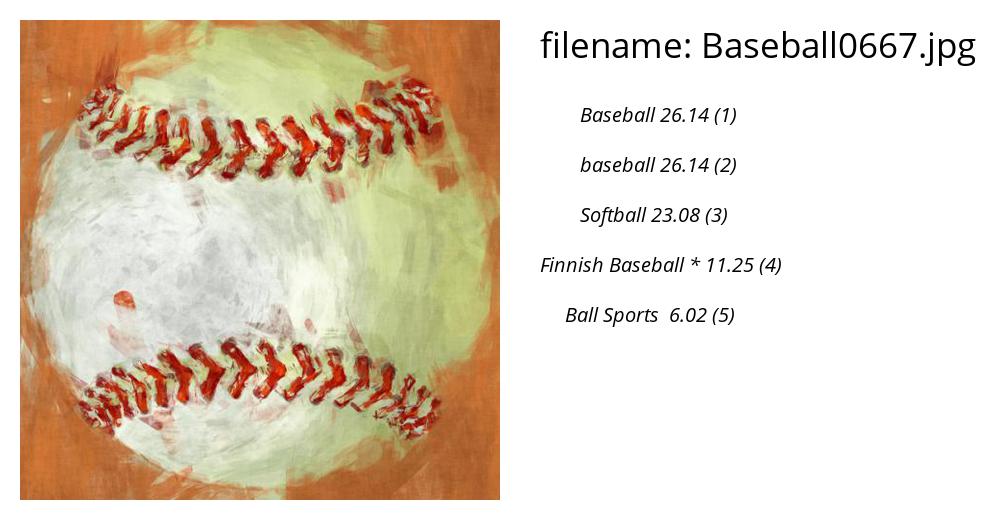 filename: Baseball0667.jpg
Baseball 26.14 (1)
baseball 26.14 (2)
Softball 23.08 (3)
Finnish Baseball * 11.25 (4)
Ball Sports  6.02 (5)